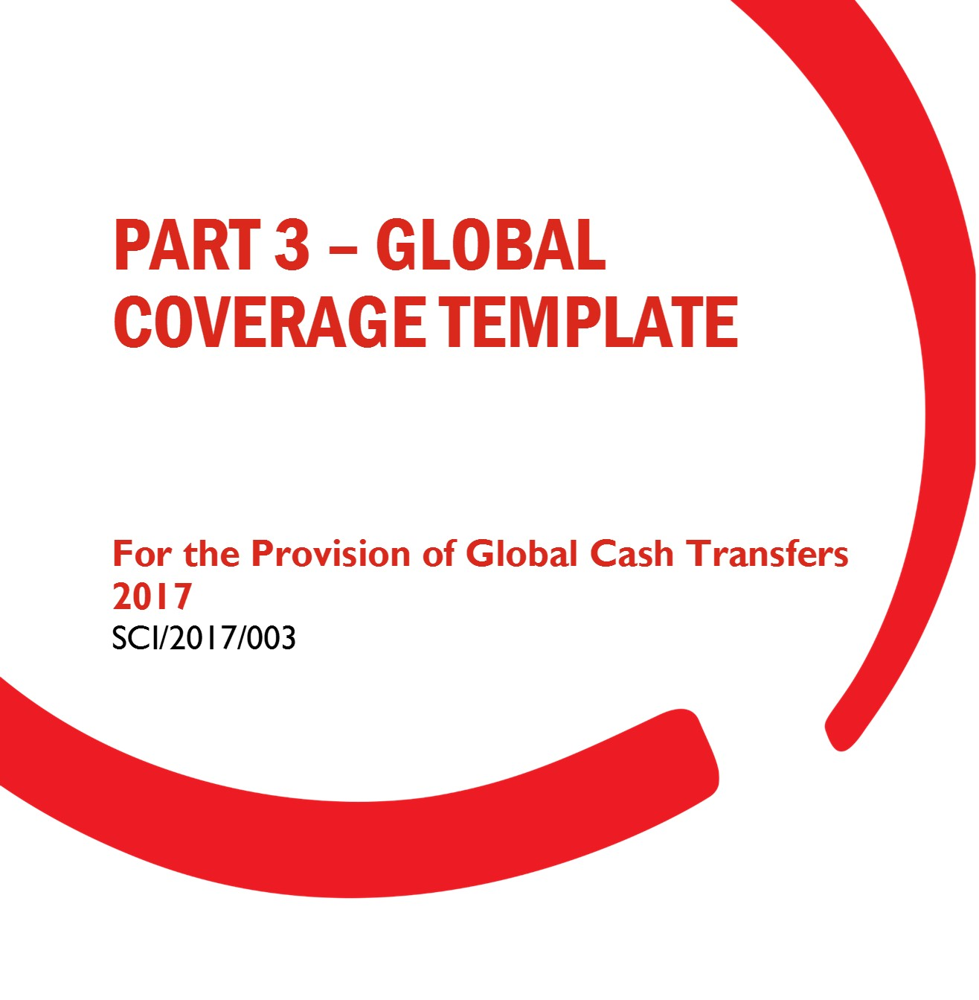 PART 3 – GLOBAL
COVERAGE TEMPLATE
For the Provision of Global Cash Transfers
2017
SCI/2017/003